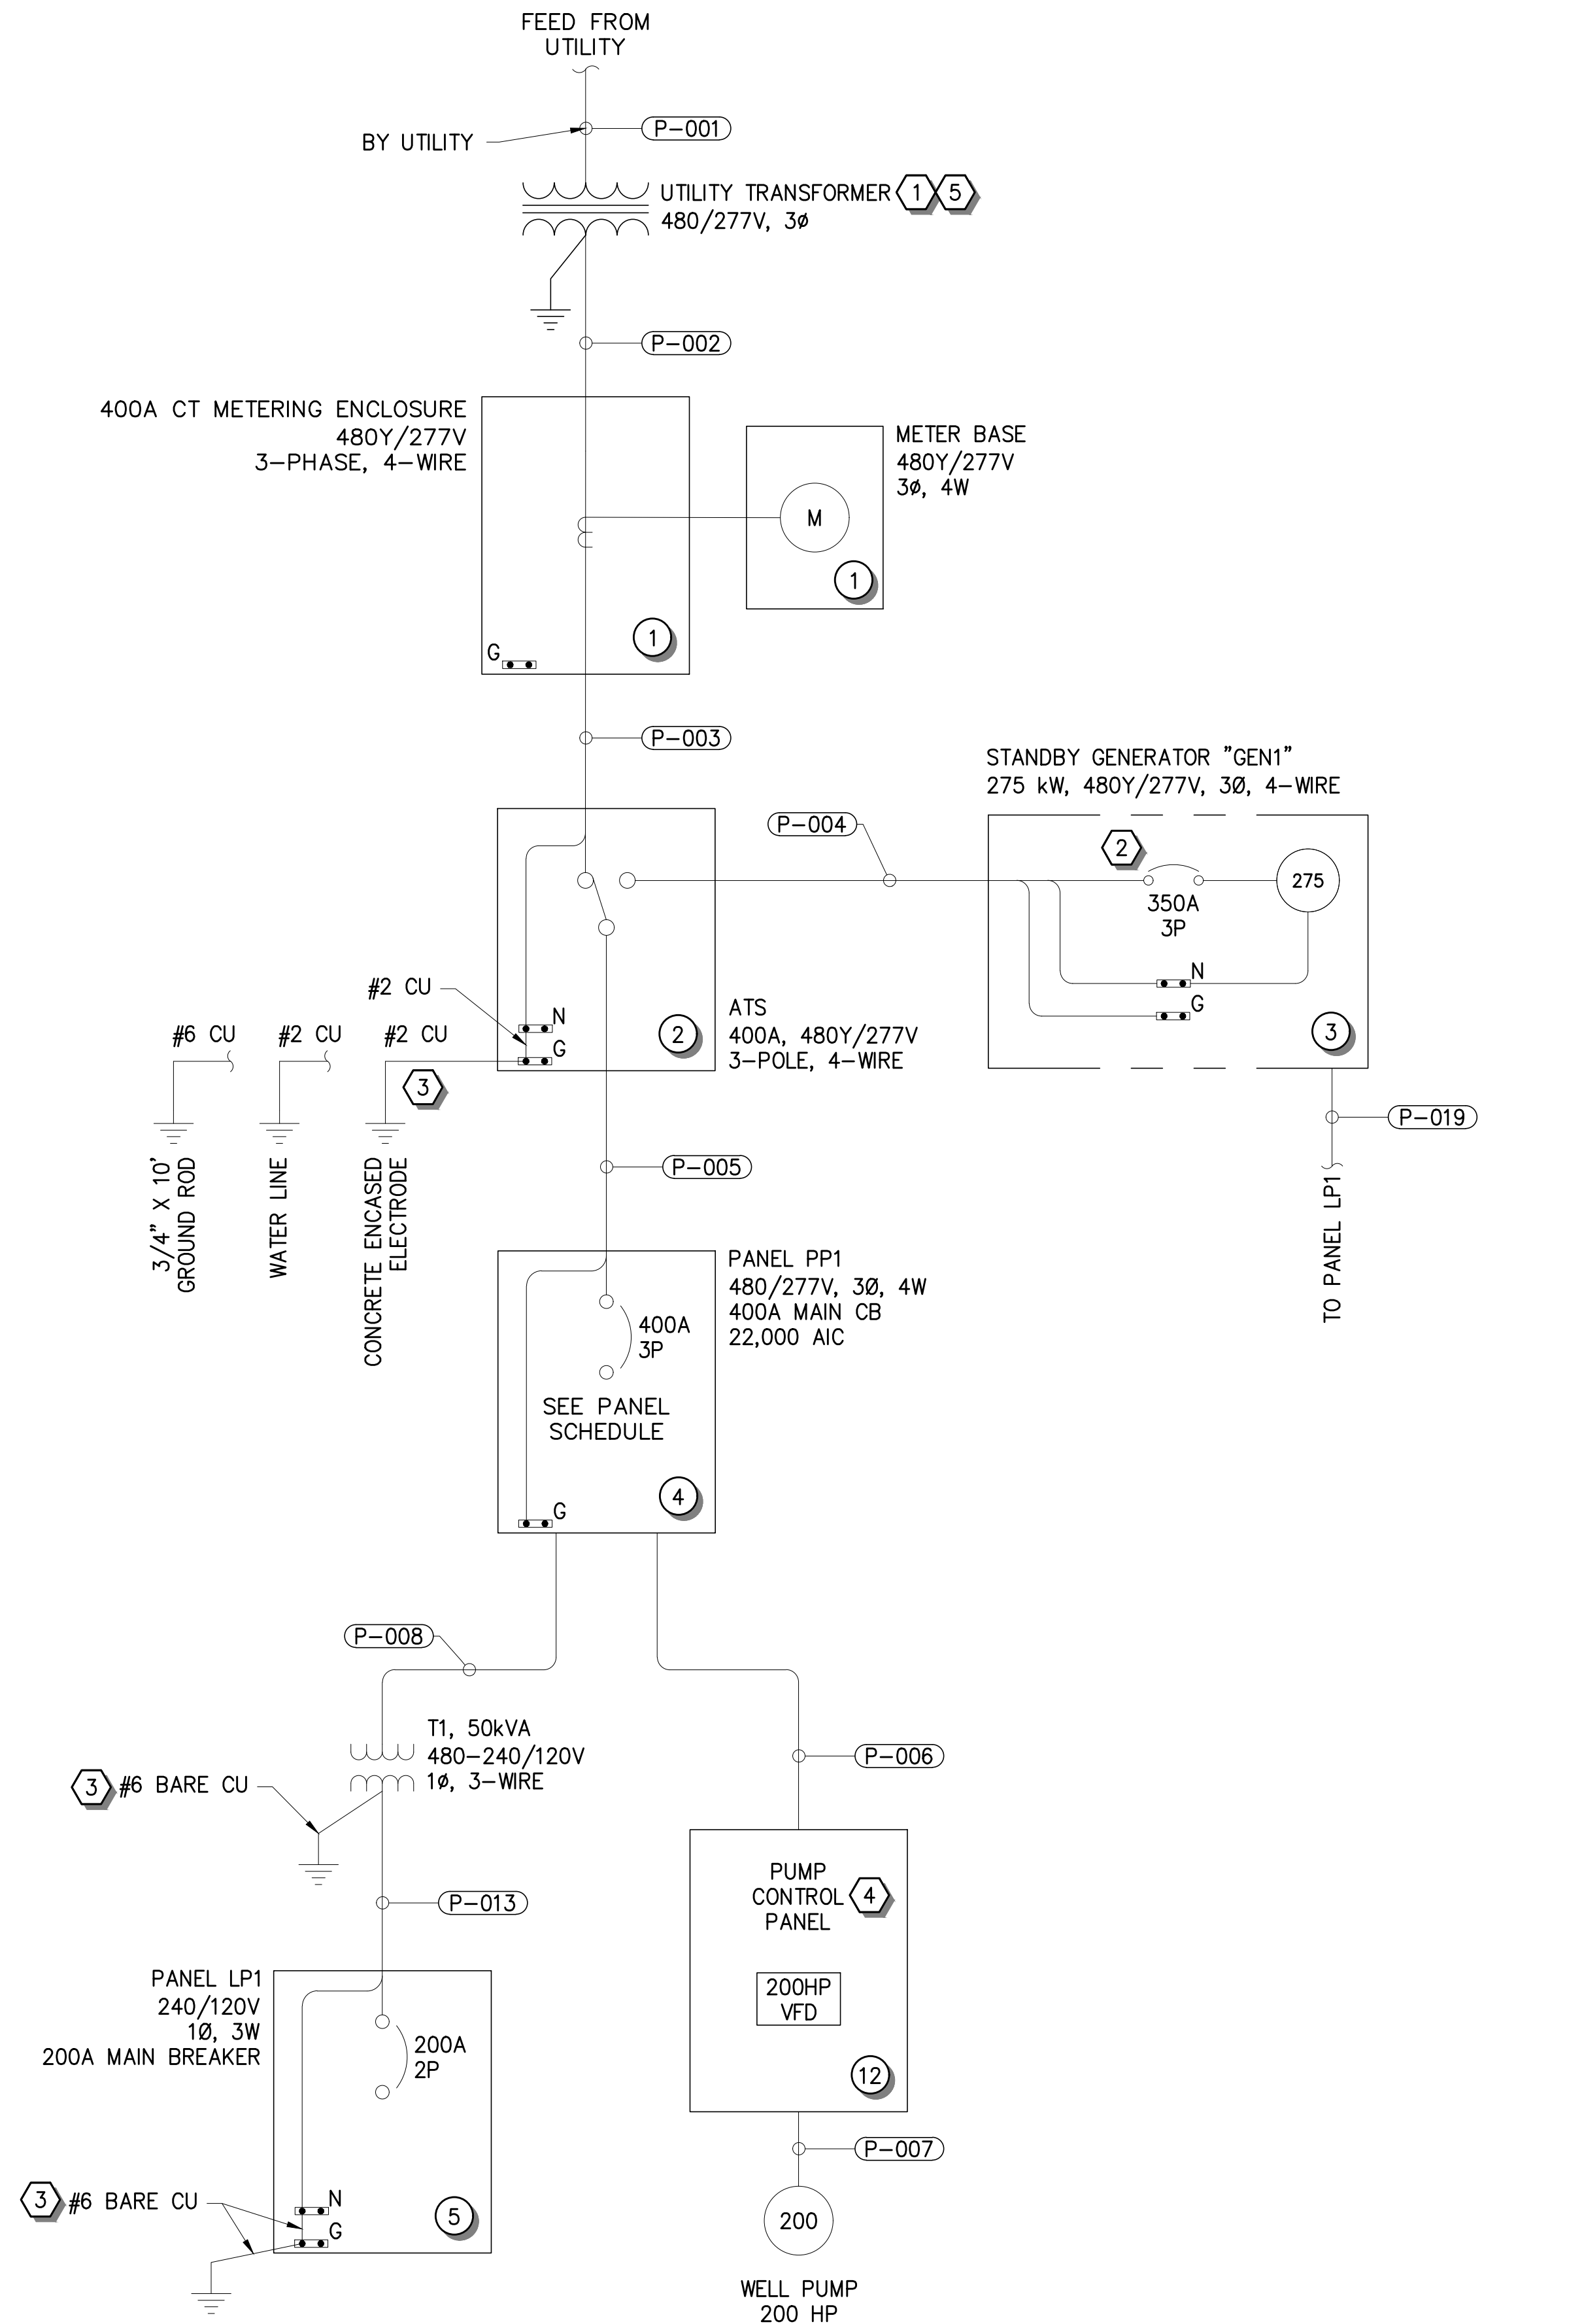 FEED FROM
UTILITY
BY UTILITY
P-001
UTILITY TRANSFORMER 1 5
480/277V, 3ø
P-002
400A CT METERING ENCLOSURE
480Y/277V
3-PHASE, 4-WIRE
METER BASE
480Y/277V
3ø, 4W
M
1
1
G
P-003
STANDBY GENERATOR "GEN1"
275 kW, 480Y/277V, 3Ø, 4-WIRE
P-004
2
275
350A
3P
N
G
3
#2 CU
N
G
2
ATS
400A, 480Y/277V
3-POLE, 4-WIRE
#6 CU
#2 CU
#2 CU
3
3/4" X 10'
GROUND ROD
WATER LINE
CONCRETE ENCASED
ELECTRODE
P-019
TO PANEL LP1
P-005
PANEL PP1
480/277V, 3Ø, 4W
400A MAIN CB
22,000 AIC
400A
3P
SEE PANEL
SCHEDULE
4
G
P-008
T1, 50kVA
480-240/120V
1ø, 3-WIRE
3 #6 BARE CU
P-006
P-013
PUMP
CONTROL 4
PANEL
200HP
VFD
12
PANEL LP1
240/120V
1Ø, 3W
200A MAIN BREAKER
200A
2P
3 #6 BARE CU
N
G
5
P-007
200
WELL PUMP
200 HP